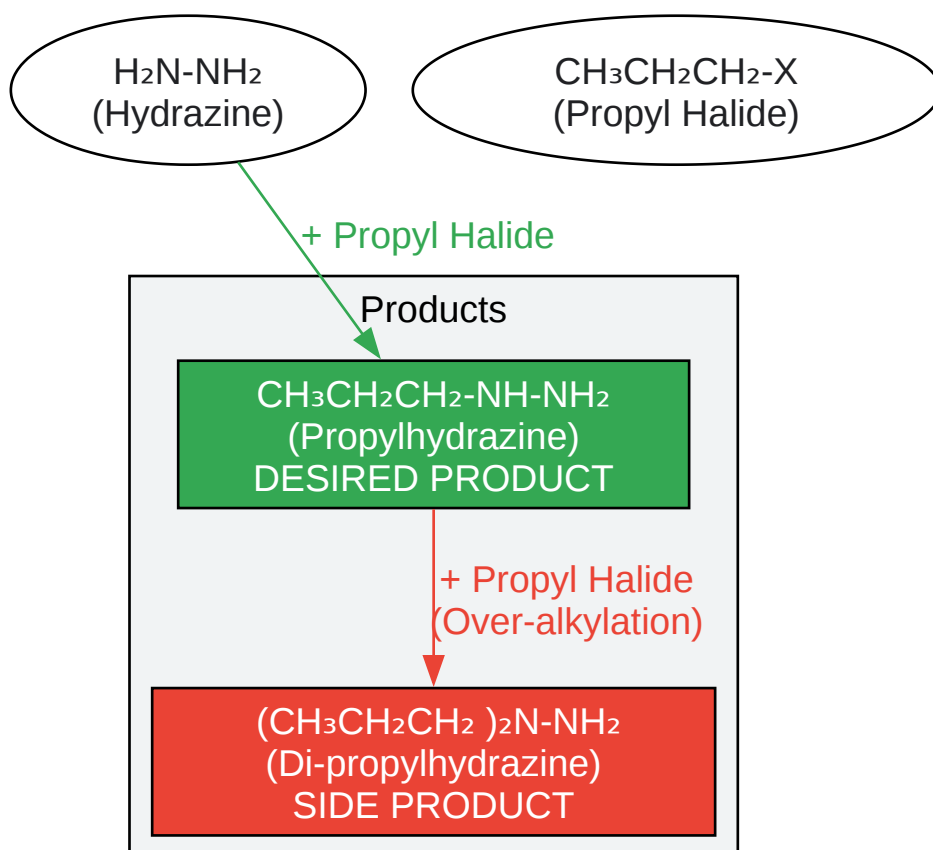 H₂N-NH₂
(Hydrazine)
CH₃CH₂CH₂-X
(Propyl Halide)
+ Propyl Halide
Products
CH₃CH₂CH₂-NH-NH₂
(Propylhydrazine)
DESIRED PRODUCT
+ Propyl Halide
(Over-alkylation)
(CH₃CH₂CH₂ )₂N-NH₂
(Di-propylhydrazine)
SIDE PRODUCT